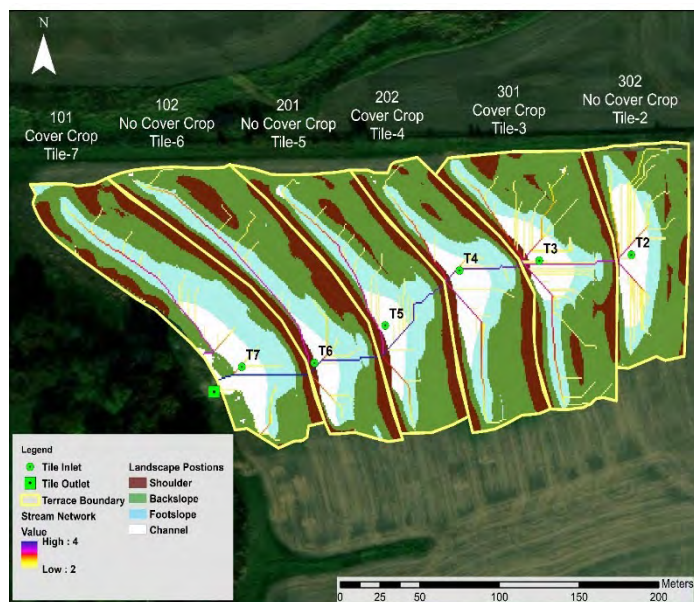 N
101
Cover Crop
Tile-7
102
No Cover Crop
Tile-6
201
No Cover Crop
Tile-5
202
Cover Crop
Tile-4
301
Cover Crop
Tile-3
302
No Cover Crop
Tile-2
T2
T3
T4
T5
T6
T7
Legend
Tile Inlet
Tile Outlet
Terrace Boundary
Stream Network
Value
High : 4
Low : 2
Landscape Postions
Shoulder
Backslope
Footslope
Channel
Meters
0 25 50 100 150 200